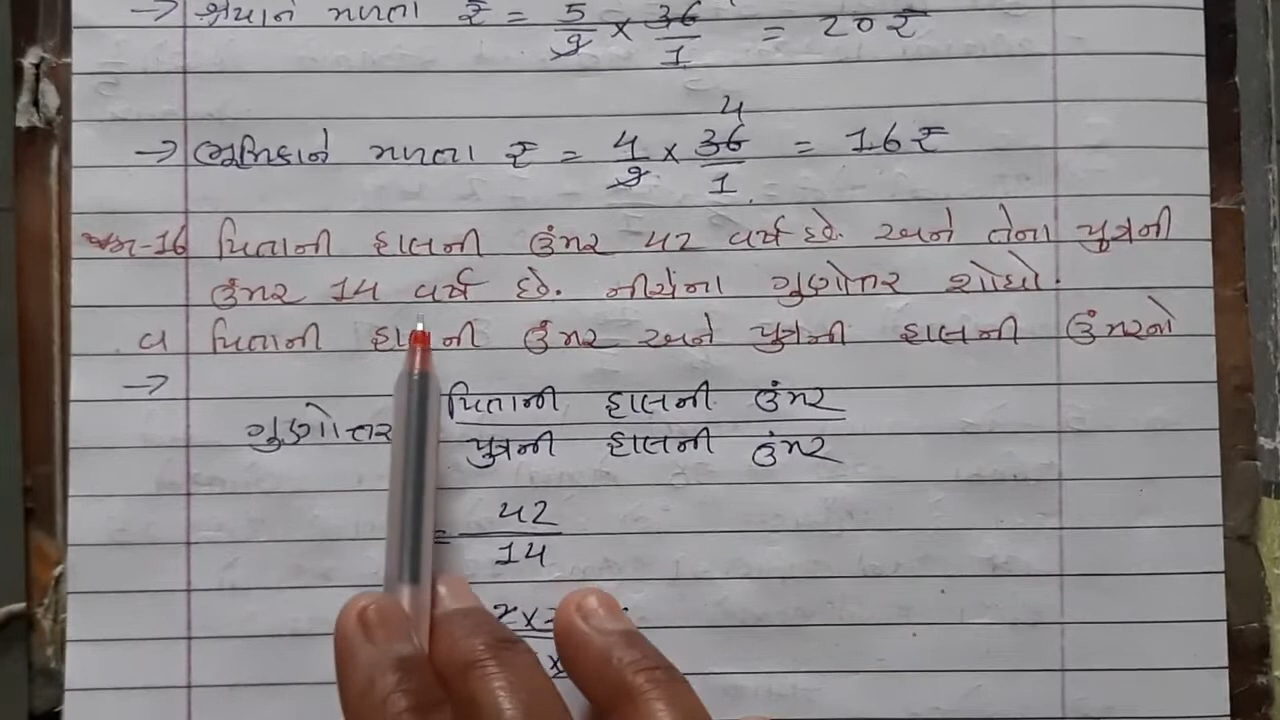 → શ્રેયાને મળતા ₹ = 5/9 × 36/1 = 20 ₹
→ ભૂમિકાને મળતા ₹ = 4/9 × 36/1 = 16 ₹
4
પ્રશ્ન-16 પિતાની હાલની ઉંમર 42 વર્ષ છે. અને તેના પુત્રની
ઉંમર 14 વર્ષ છે. નીચેના ગુણોત્તર શોધો.
પિતાની હાલની ઉંમર અને પુત્રની હાલની ઉંમરનો
→
ગુણોત્તર પિતાની હાલની ઉંમર
પુત્રની હાલની ઉંમર
= 42/14